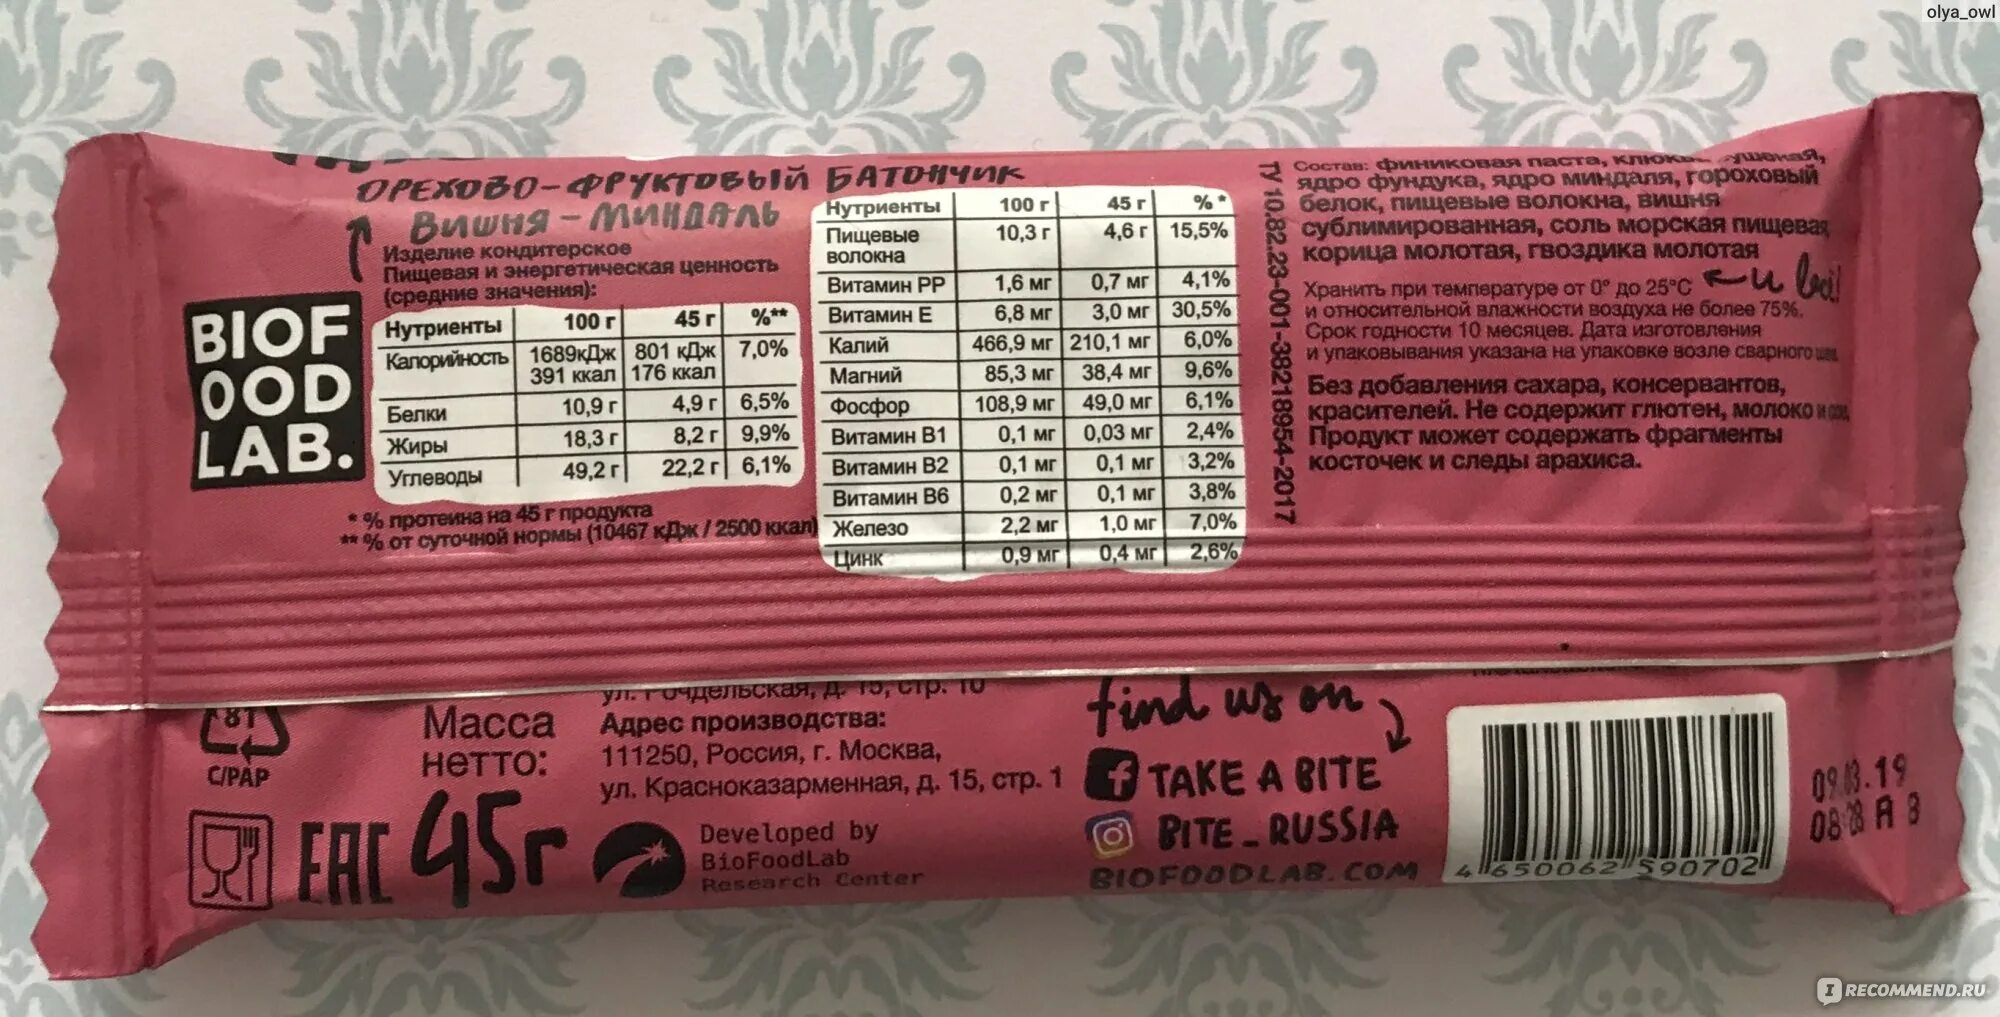 olya_owl
ОРЕХОВО-ФРУКТОВЫЙ БАТОНЧИК
ВИШНЯ-МИНДАЛЬ
Изделие кондитерское
Пищевая и энергетическая ценность
(средние значения):
BIOF
OOD
LAB.
Нутриенты 100 г 45 г %**
Калорийность 1689кДж 801 кДж 7,0%
391 ккал 176 ккал
Белки 10,9 г 4,9 г 6,5%
Жиры 18,3 г 8,2 г 9,9%
Углеводы 49,2 г 22,2 г 6,1%
* % протеина на 45 г продукта
** % от суточной нормы (10467 кДж / 2500 ккал)
Нутриенты 100 г 45 г % *
Пищевые 10,3 г 4,6 г 15,5%
волокна
Витамин PP 1,6 мг 0,7 мг 4,1%
Витамин E 6,8 мг 3,0 мг 30,5%
Калий 466,9 мг 210,1 мг 6,0%
Магний 85,3 мг 38,4 мг 9,6%
Фосфор 108,9 мг 49,0 мг 6,1%
Витамин B1 0,1 мг 0,03 мг 2,4%
Витамин B2 0,1 мг 0,1 мг 3,2%
Витамин B6 0,2 мг 0,1 мг 3,8%
Железо 2,2 мг 1,0 мг 7,0%
Цинк 0,9 мг 0,4 мг 2,6%
ТУ 10.82.23-001-38218954-2017
Состав: финиковая паста,
ядро фундука, ядро миндаля, гороховый
белок, пищевые волокна, вишня
сублимированная, соль морская пищевая,
корица молотая, гвоздика молотая
и всё!
Хранить при температуре от 0° до 25°C
и относительной влажности воздуха не более 75%.
Срок годности 10 месяцев. Дата изготовления
и упаковывания указана на упаковке возле сварного
Без добавления сахара, консервантов,
красителей. Не содержит глютен, молоко и
Продукт может содержать фрагменты
косточек и следы арахиса.
81
C/PAP
EAC
Масса
нетто:
45г
ул. Рочдельская, д. 15, стр. 10
Адрес производства:
111250, Россия, г. Москва,
ул. Красноказарменная, д. 15, стр. 1
Developed by
BioFoodLab
Research Center
find us on
TAKE A BITE
BITE_RUSSIA
BIOFOODLAB.COM
4 650062 590702
09.03.19
08:28 A 3
IRECOMMEND.RU